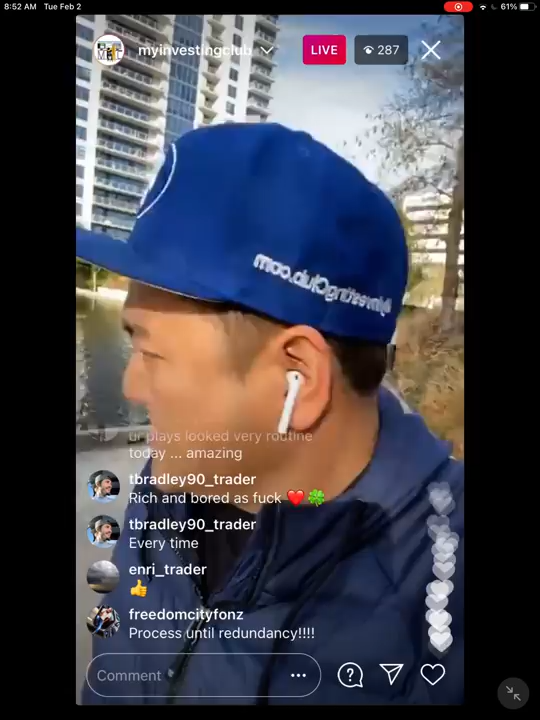 8:52 AM Tue Feb 2
61%
myinvestingclub
LIVE
287
myinvestingClub.com
ur plays looked very routine
today ... amazing
tbradley90_trader
Rich and bored as fuck ❤️🍀
tbradley90_trader
Every time
enri_trader
👍
freedomcityfonz
Process until redundancy!!!!
Comment